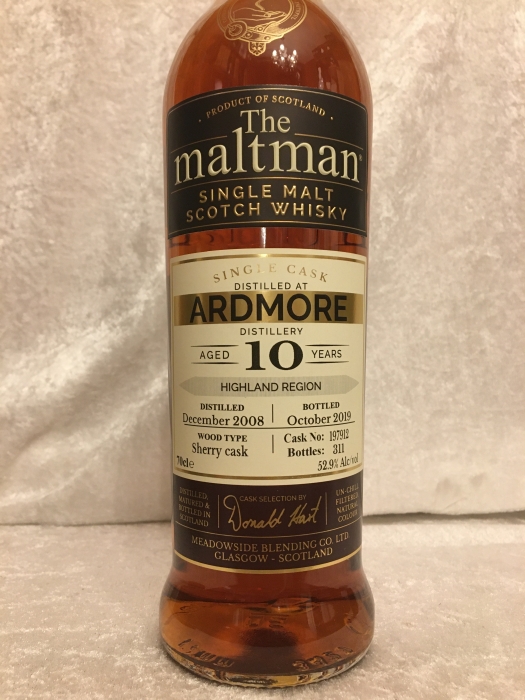 · PRODUCT OF SCOTLAND ·
The
maltman
SINGLE MALT
SCOTCH WHISKY
SINGLE CASK
DISTILLED AT
ARDMORE
DISTILLERY
AGED 10 YEARS
HIGHLAND REGION
DISTILLED BOTTLED
December 2008 October 2019
WOOD TYPE Cask No: 197912
Sherry cask Bottles: 311
70cl e 52.9% Alc/vol
DISTILLED, MATURED & BOTTLED IN SCOTLAND
CASK SELECTION BY
Donald Hart
UN-CHILL FILTERED NATURAL COLOUR
MEADOWSIDE BLENDING CO. LTD.
GLASGOW - SCOTLAND